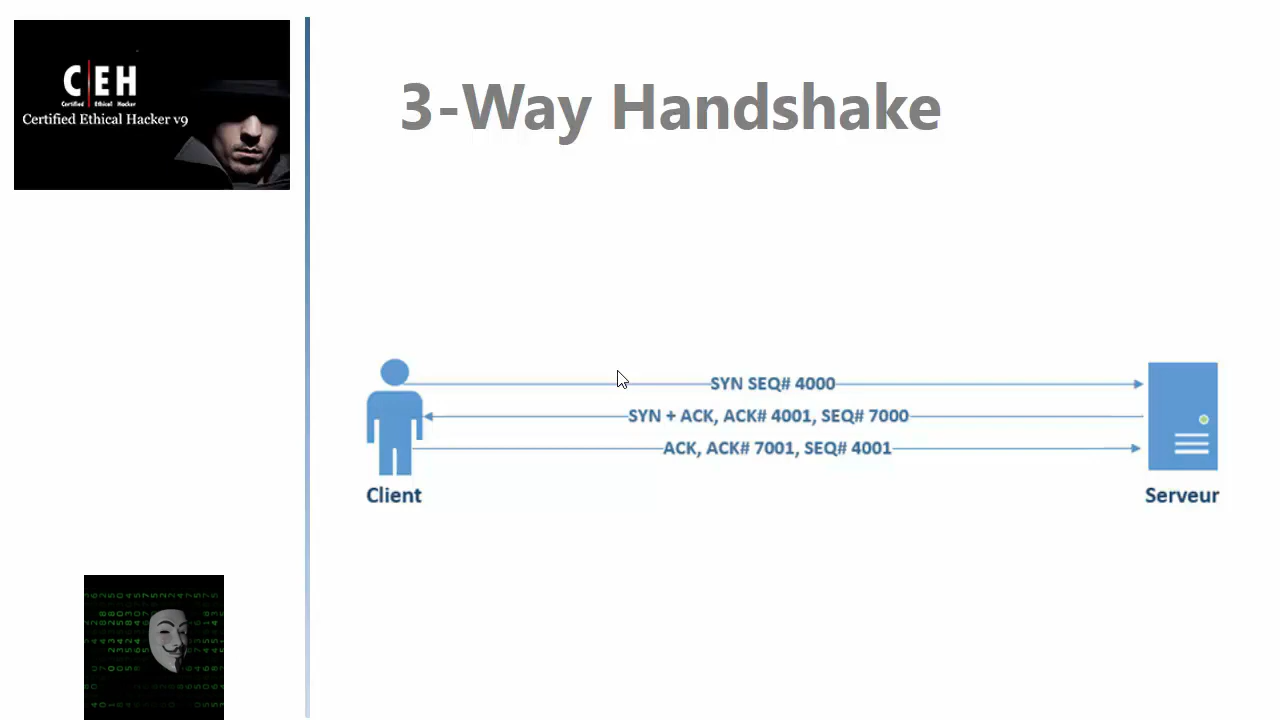 C|EH
Certified Ethical Hacker
Certified Ethical Hacker v9
3-Way Handshake
SYN SEQ# 4000
SYN + ACK, ACK# 4001, SEQ# 7000
ACK, ACK# 7001, SEQ# 4001
Client
Serveur